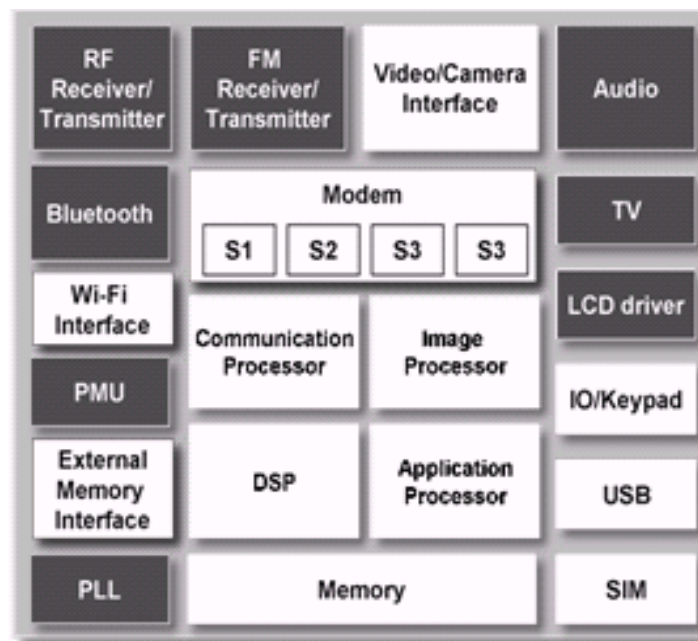 RF
Receiver/
Transmitter
FM
Receiver/
Transmitter
Video/Camera
Interface
Audio
Bluetooth
Modem
S1 S2 S3 S3
TV
Wi-Fi
Interface
LCD driver
Communication
Processor
Image
Processor
PMU
IO/Keypad
External
Memory
Interface
DSP
Application
Processor
USB
PLL
Memory
SIM